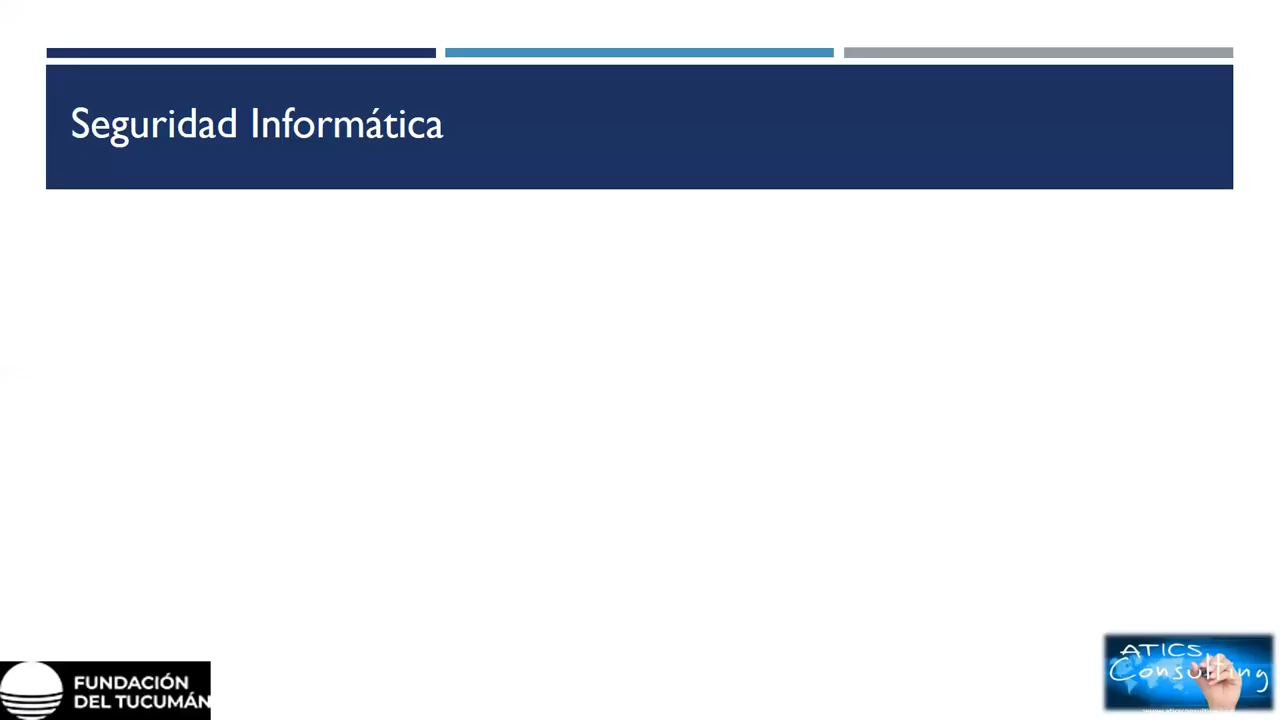 Seguridad Informática
FUNDACIÓN
DEL TUCUMÁN
ATICS
Consulting